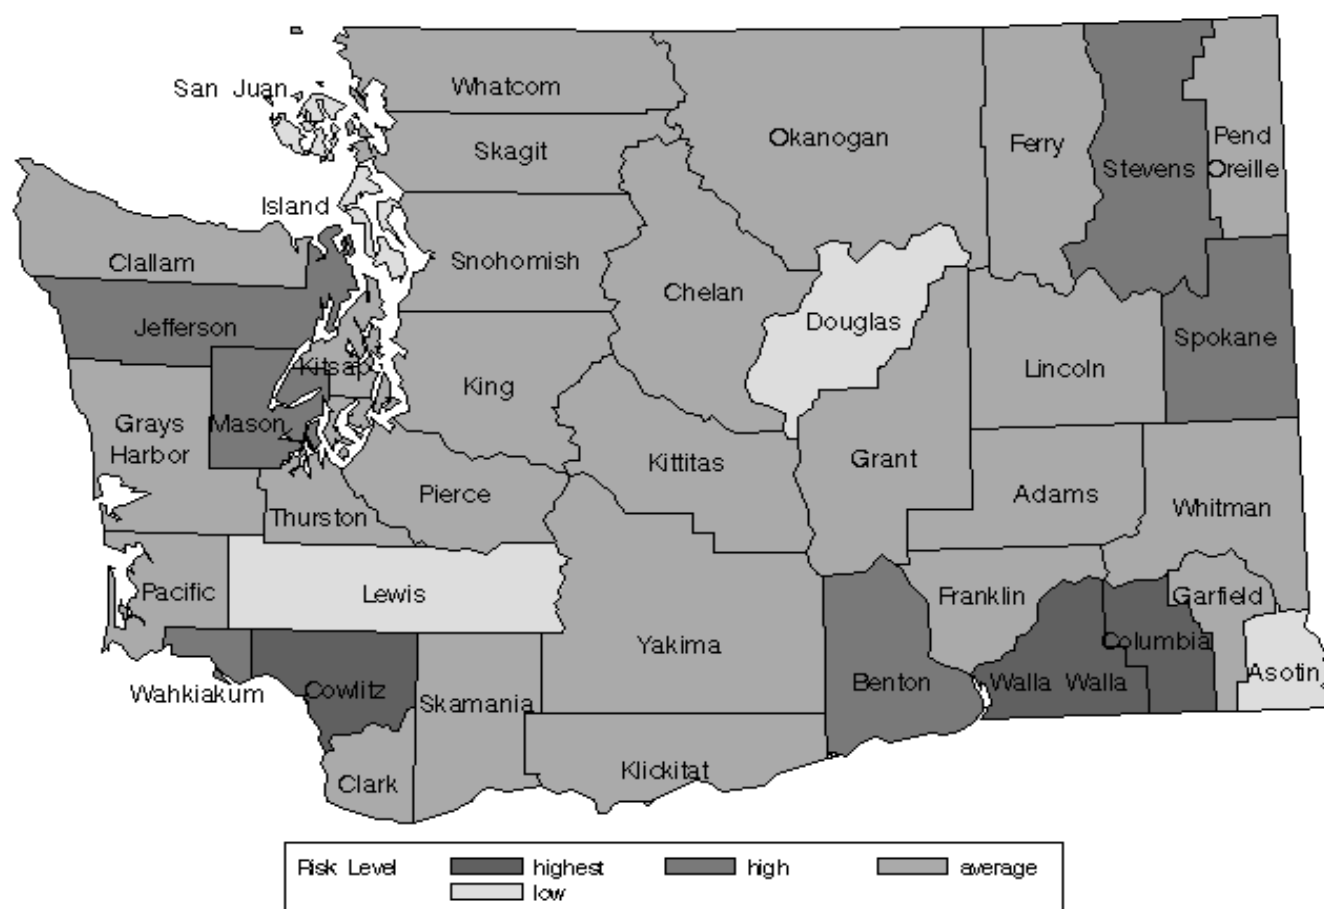 San Juan
Whatcom
Skagit
Okanogan
Ferry
Stevens
Pend
Oreille
Island
Clallam
Snohomish
Chelan
Douglas
Jefferson
Kitsap
King
Lincoln
Spokane
Grays
Harbor
Mason
Kittitas
Grant
Pierce
Adams
Whitman
Thurston
Pacific
Lewis
Franklin
Garfield
Yakima
Columbia
Wahkiakum
Cowlitz
Skamania
Benton
Walla Walla
Asotin
Clark
Klickitat
Risk Level highest high average
low